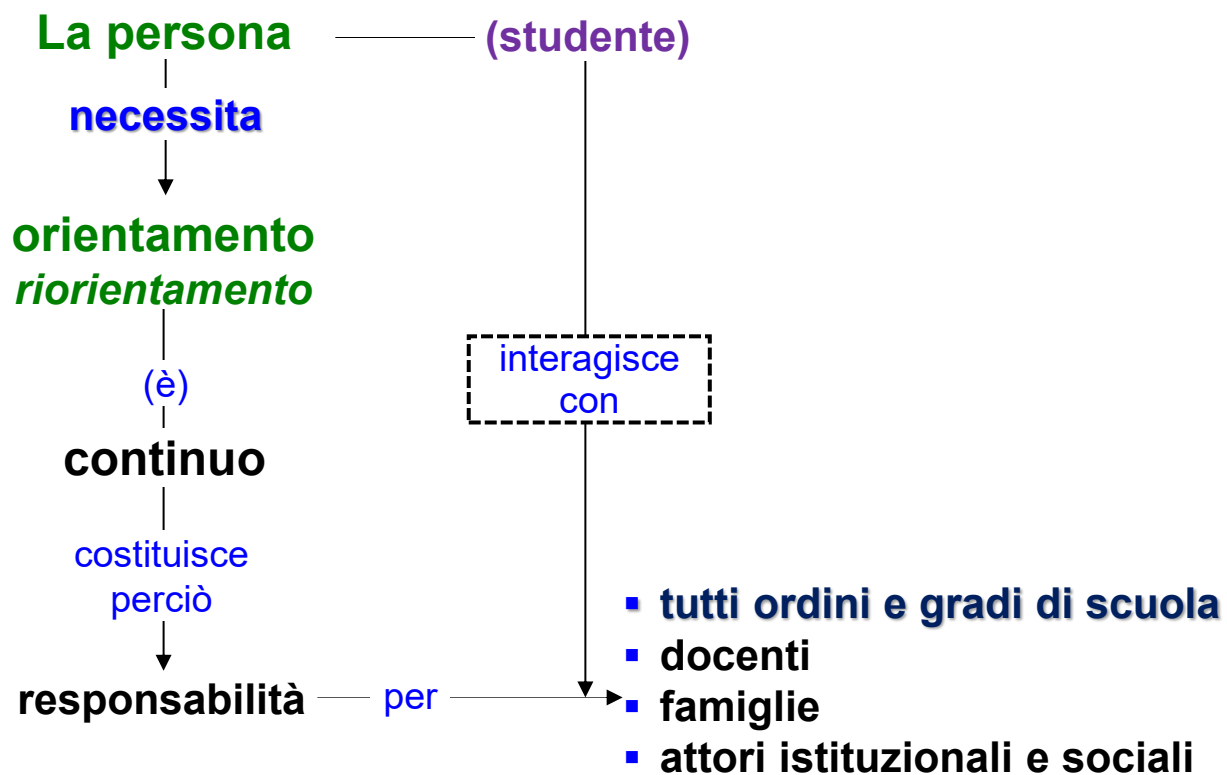 La persona
(studente)
necessita
orientamento
riorientamento
interagisce
con
(è)
continuo
costituisce
perciò
responsabilità
per
▪ tutti ordini e gradi di scuola
▪ docenti
▪ famiglie
▪ attori istituzionali e sociali